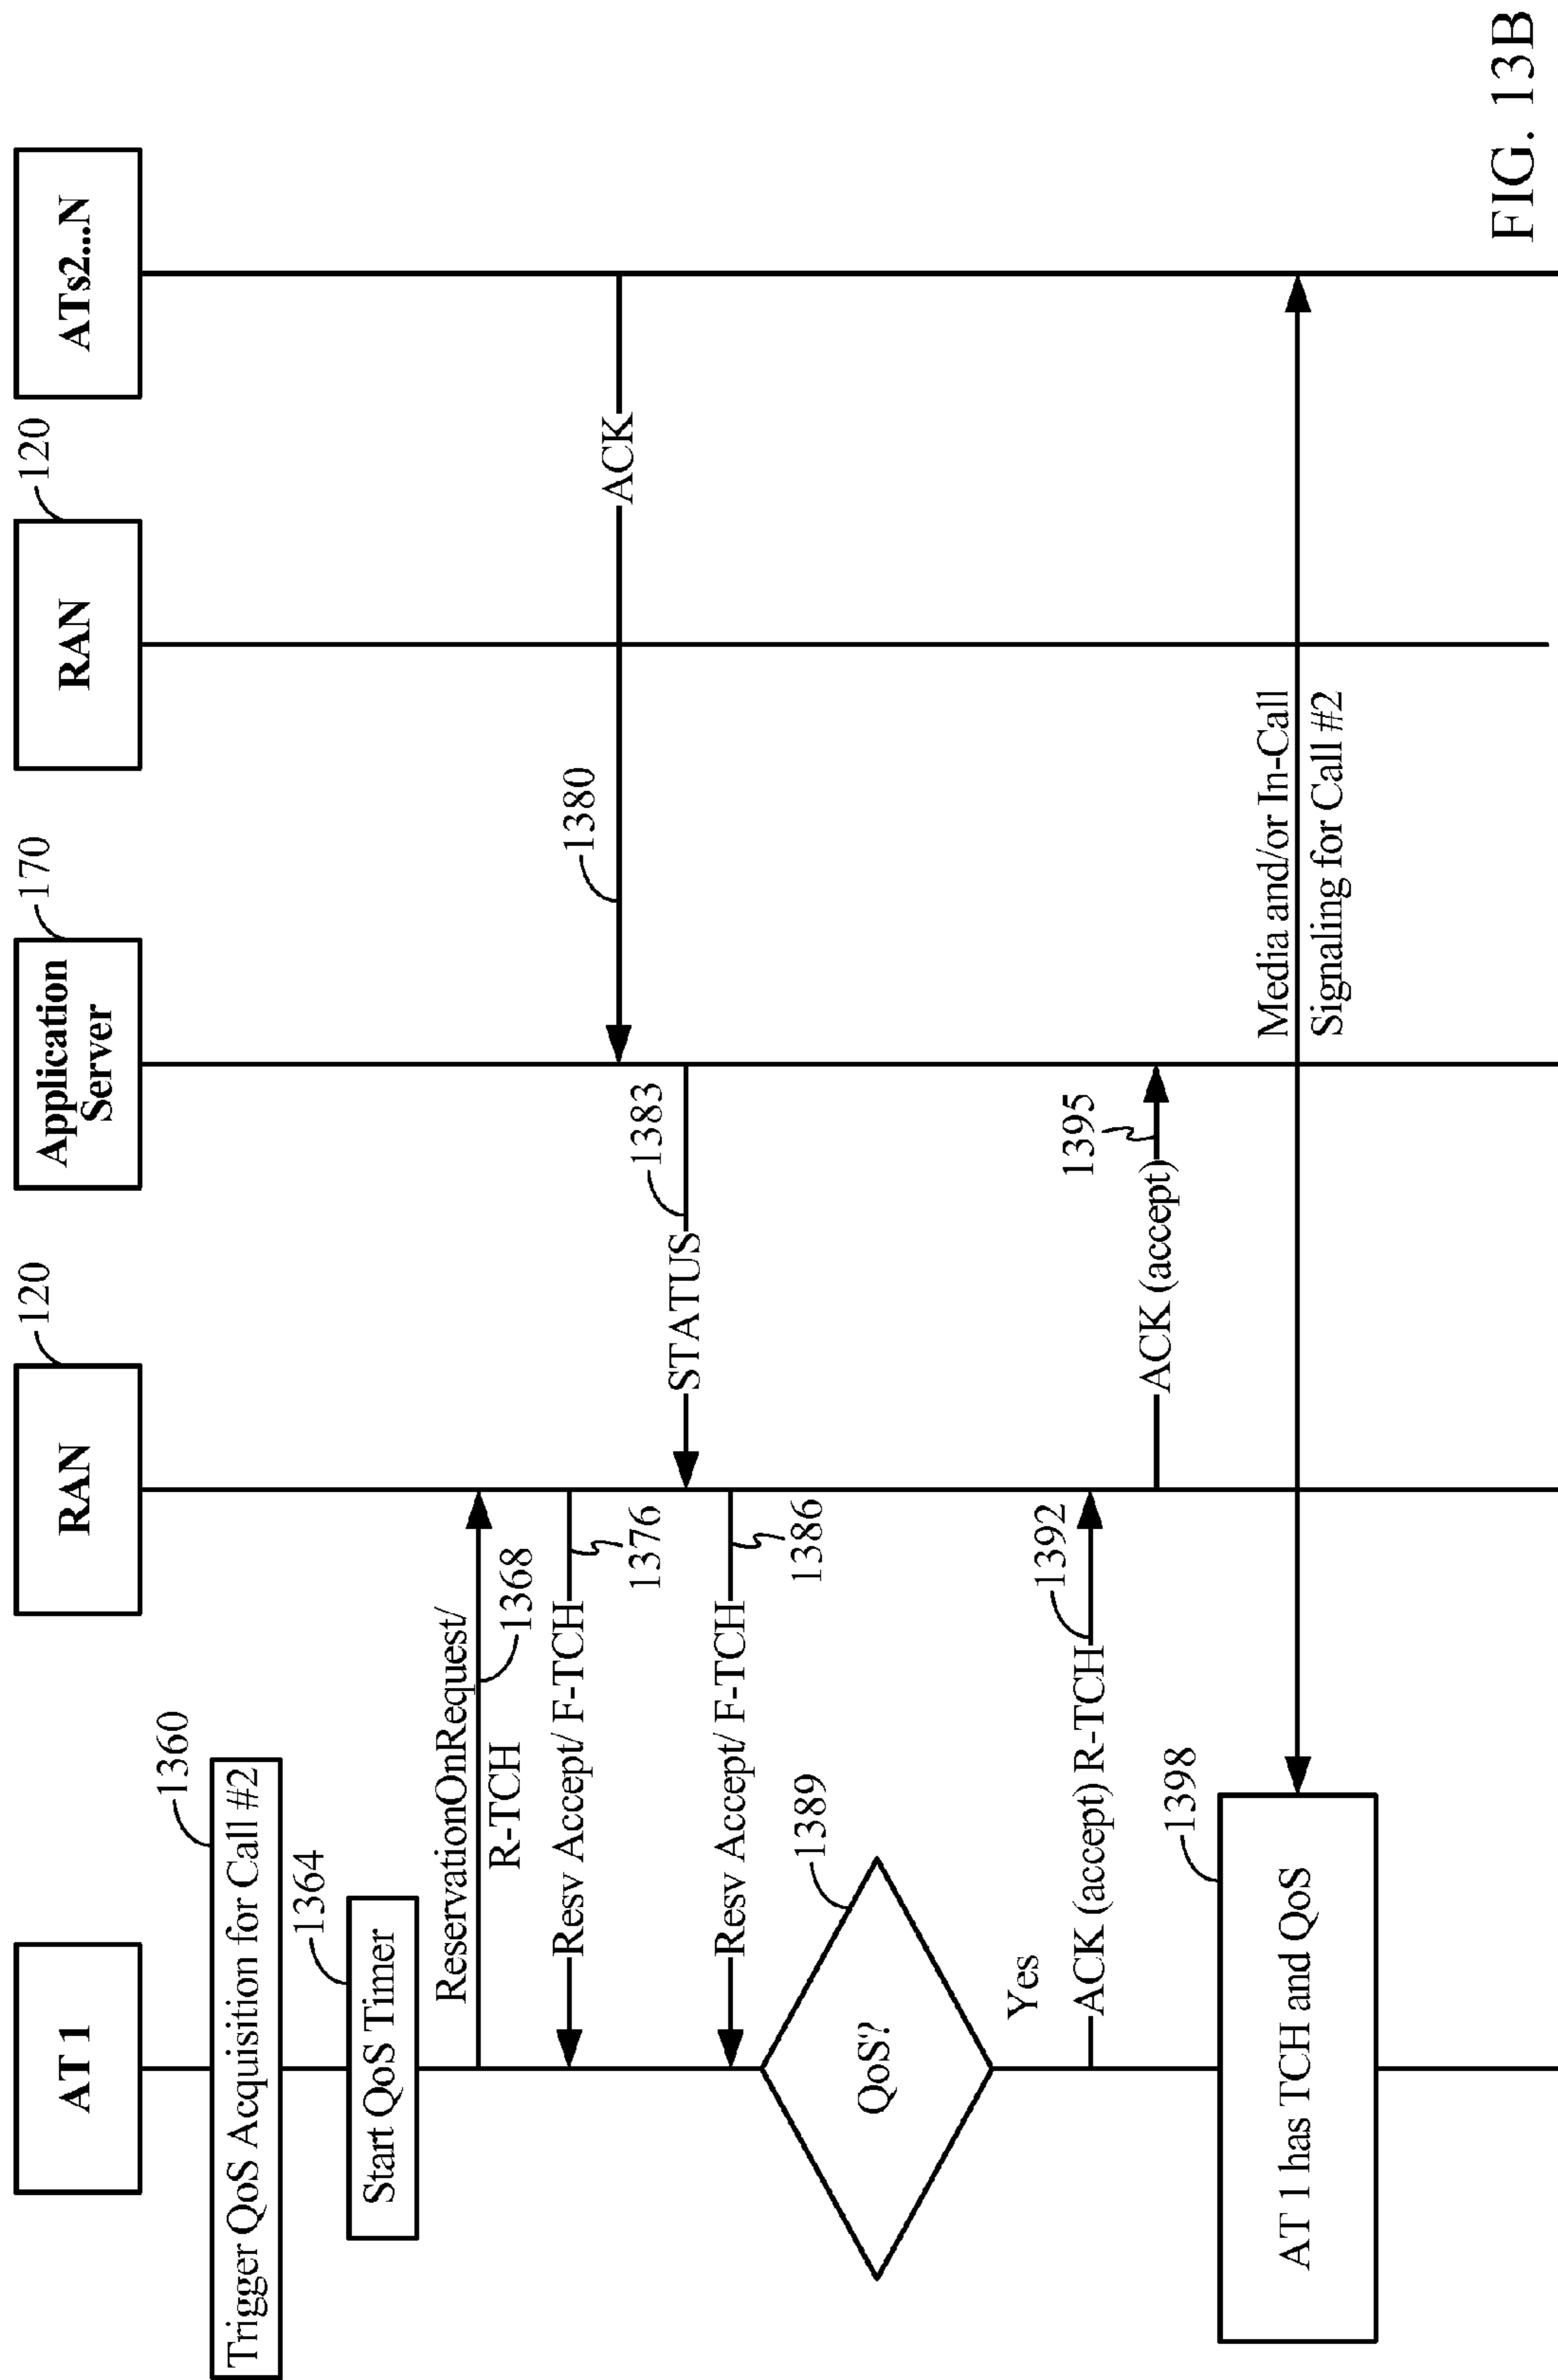 AT 1
RAN
120
Application
Server
170
RAN
120
ATs2...N
Trigger QoS Acquisition for Call #2
1360
Start QoS Timer
1364
ReservationOnRequest/
R-TCH
1368
Resv Accept/ F-TCH
1376
ACK
1380
STATUS
1383
Resv Accept/ F-TCH
1386
QoS?
1389
Yes
ACK (accept) R-TCH
1392
ACK (accept)
1395
AT 1 has TCH and QoS
1398
Media and/or In-Call
Signaling for Call #2
FIG. 13B